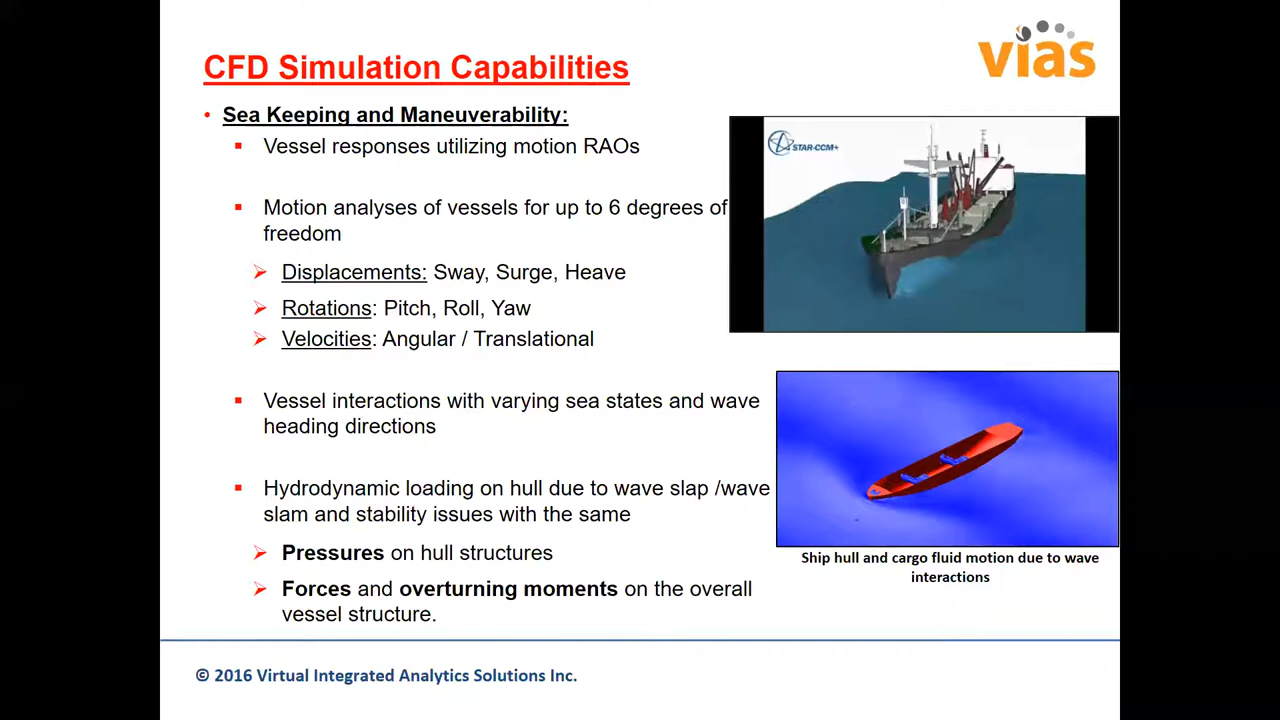 CFD Simulation Capabilities
vias
• Sea Keeping and Maneuverability:
▪ Vessel responses utilizing motion RAOs
▪ Motion analyses of vessels for up to 6 degrees of
freedom
➢ Displacements: Sway, Surge, Heave
➢ Rotations: Pitch, Roll, Yaw
➢ Velocities: Angular / Translational
▪ Vessel interactions with varying sea states and wave
heading directions
▪ Hydrodynamic loading on hull due to wave slap /wave
slam and stability issues with the same
➢ Pressures on hull structures
➢ Forces and overturning moments on the overall
vessel structure.
STAR-CCM+
Ship hull and cargo fluid motion due to wave
interactions
© 2016 Virtual Integrated Analytics Solutions Inc.